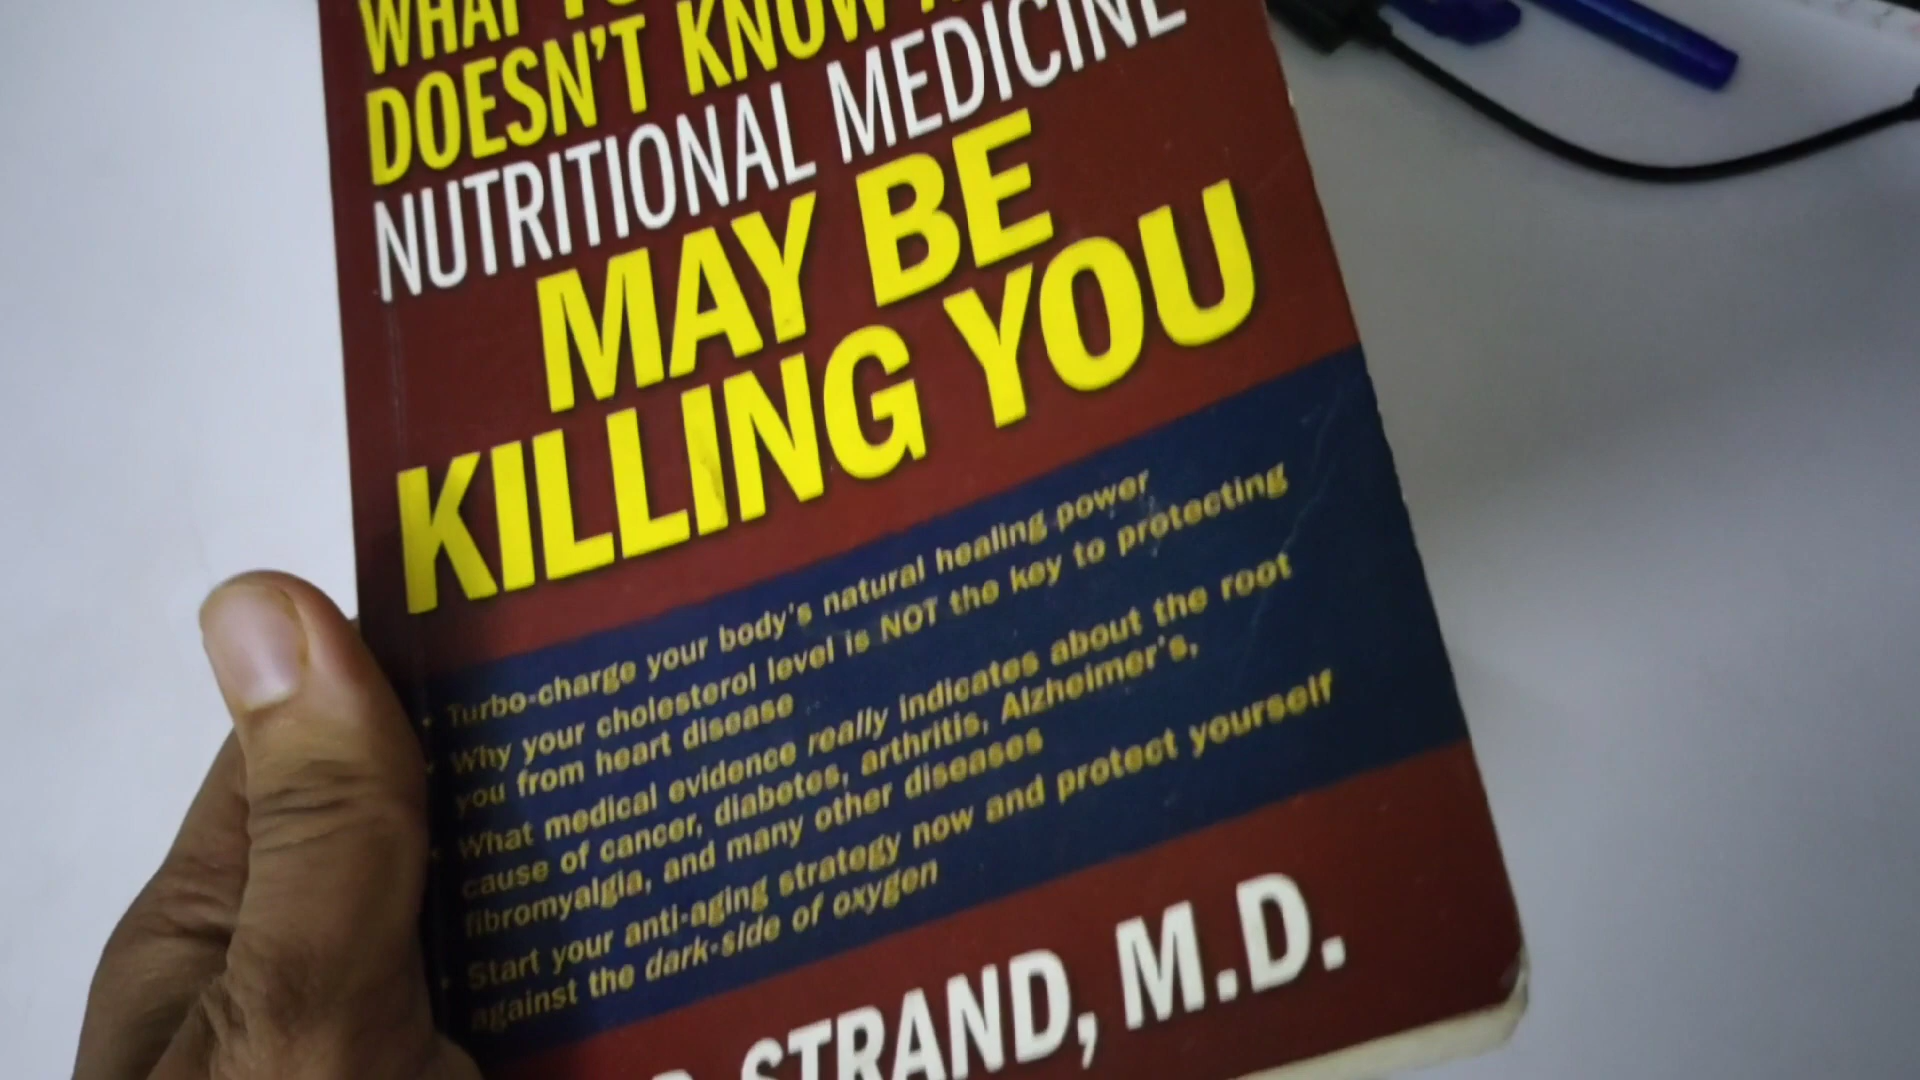 WHAT
DOESN'T KNOW
NUTRITIONAL MEDICINE
MAY BE
KILLING YOU
• Turbo-charge your body's natural healing power
• Why your cholesterol level is NOT the key to protecting
you from heart disease
• What medical evidence really indicates about the root
cause of cancer, diabetes, arthritis, Alzheimer's,
fibromyalgia, and many other diseases
• Start your anti-aging strategy now and protect yourself
against the dark-side of oxygen
STRAND, M.D.